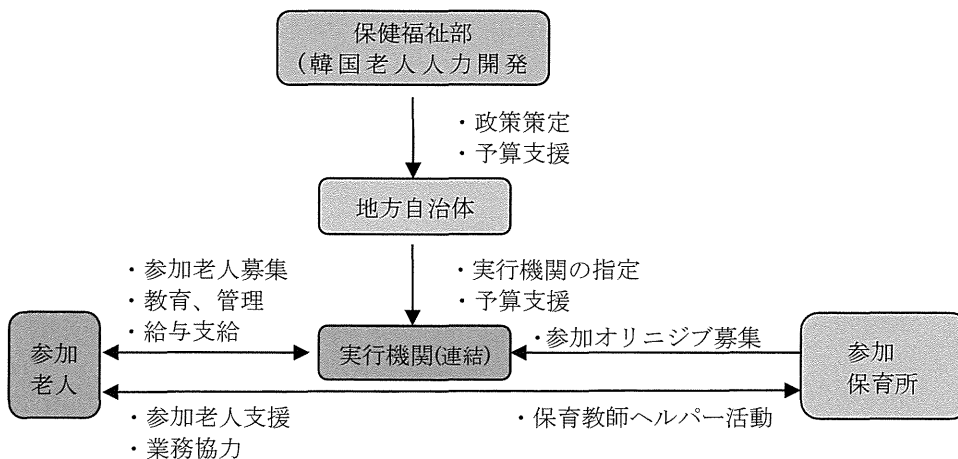 保健福祉部
(韓国老人人力開発
・政策策定
・予算支援
地方自治体
・参加老人募集
・教育、管理
・給与支給
・実行機関の指定
・予算支援
参加
老人
実行機関(連結)
・参加オリニジブ募集
参加
保育所
・参加老人支援
・業務協力
・保育教師ヘルパー活動